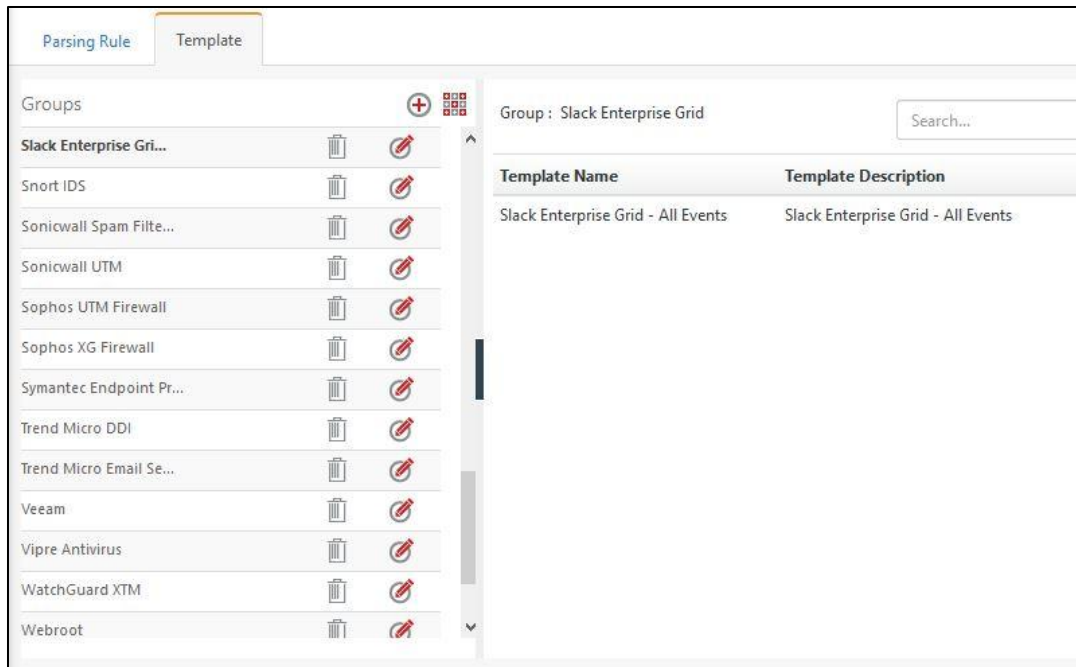 Parsing Rule Template
Groups
Slack Enterprise Gri...
Snort IDS
Sonicwall Spam Filte...
Sonicwall UTM
Sophos UTM Firewall
Sophos XG Firewall
Symantec Endpoint Pr...
Trend Micro DDI
Trend Micro Email Se...
Veeam
Vipre Antivirus
WatchGuard XTM
Webroot
Group : Slack Enterprise Grid
Search...
Template Name Template Description
Slack Enterprise Grid - All Events Slack Enterprise Grid - All Events